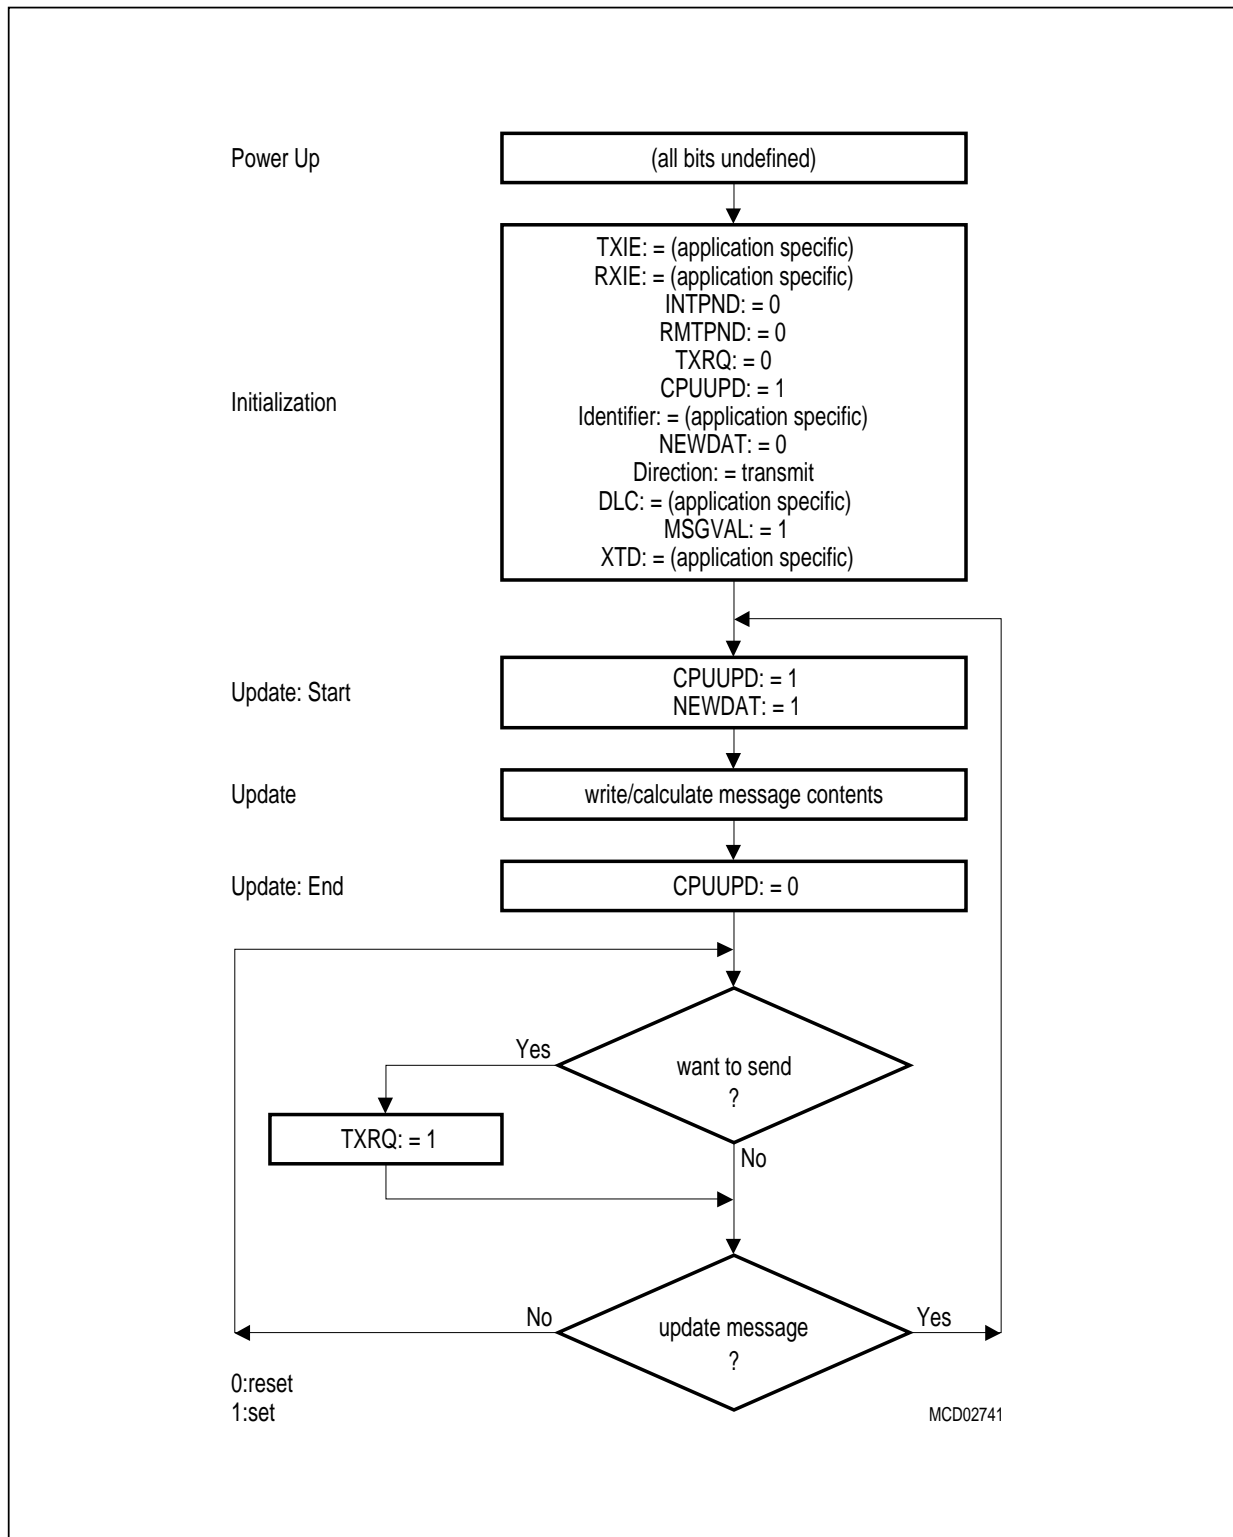 Power Up
(all bits undefined)
TXIE: = (application specific)
RXIE: = (application specific)
INTPND: = 0
RMTPND: = 0
TXRQ: = 0
CPUUPD: = 1
Initialization
Identifier: = (application specific)
NEWDAT: = 0
Direction: = transmit
DLC: = (application specific)
MSGVAL: = 1
XTD: = (application specific)
Update: Start
CPUUPD: = 1
NEWDAT: = 1
Update
write/calculate message contents
Update: End
CPUUPD: = 0
Yes
want to send
?
TXRQ: = 1
No
No
update message
?
Yes
0:reset
1:set
MCD02741